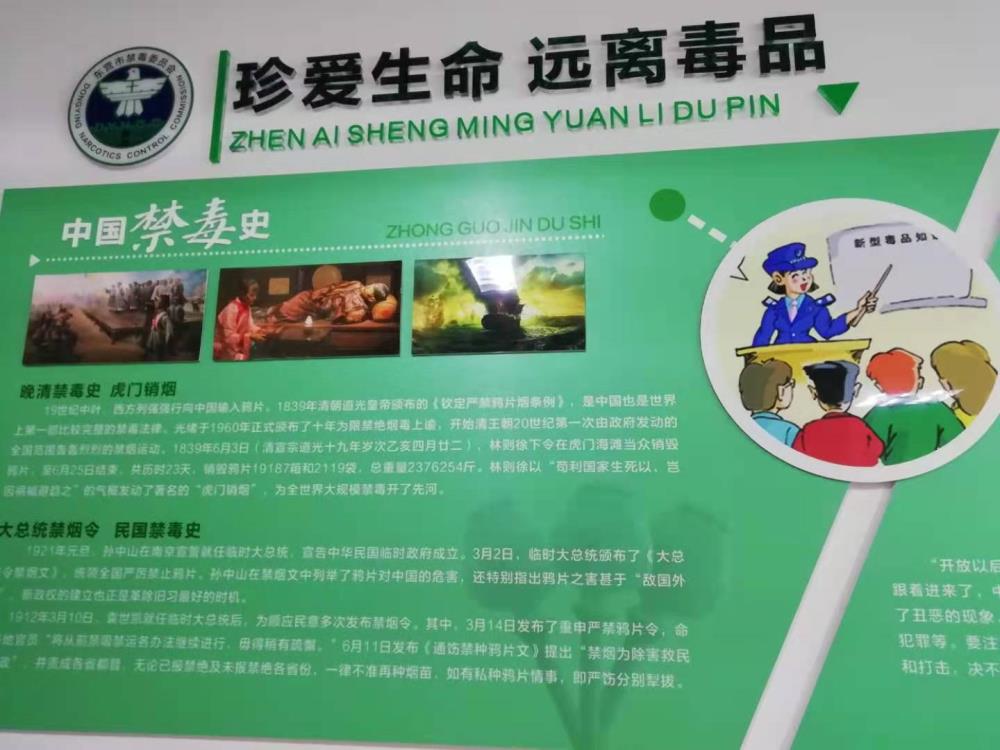 东营市禁毒委员会
DONGYING NARCOTICS CONTROL COMMISSION
珍爱生命 远离毒品
ZHEN AI SHENG MING YUAN LI DU PIN
中国禁毒史
ZHONG GUO JIN DU SHI
新型毒品知
晚清禁毒史 虎门销烟
19世纪中叶,西方列强强行向中国输入鸦片。1839年清朝道光皇帝颁布的《钦定严禁鸦片烟条例》,是中国也是世界
上第一部比较完整的禁毒法律。光绪于1960年正式颁布了十年为限禁绝烟毒上谕,开始清王朝20世纪第一次由政府发动的
全国范围轰轰烈烈的禁烟运动。1839年6月3日(清宣宗道光十九年岁次乙亥四月廿二),林则徐下令在虎门海滩当众销毁
鸦片,至6月25日结束,共历时23天,销毁鸦片19187箱和2119袋,总重量2376254斤。林则徐以“苟利国家生死以,岂
因祸福避趋之”的气概发动了著名的“虎门销烟”,为全世界大规模禁毒开了先河。
大总统禁烟令 民国禁毒史
1921年元旦,孙中山在南京宣誓就任临时大总统,宣告中华民国临时政府成立。3月2日,临时大总统颁布了《大总
令禁烟文》,统领全国严厉禁止鸦片。孙中山在禁烟文中列举了鸦片对中国的危害,还特别指出鸦片之害甚于“敌国外
”,新政权的建立也正是革除旧习最好的时机。
1912年3月10日,袁世凯就任临时大总统后,为顺应民意多次发布禁烟令。其中,3月14日发布了重申严禁鸦片令,命
地官员“将从前禁吸禁运各办法继续进行,毋得稍有疏懈。”6月11日发布《通饬禁种鸦片文》提出“禁烟为除害救民
政”,并责成各省都督,无论已报禁绝及未报禁绝各省份,一律不准再种烟苗,如有私种鸦片情事,即严饬分别犁拔。
“开放以后
跟着进来了,中
了丑恶的现象
犯罪等。要注
和打击,决不